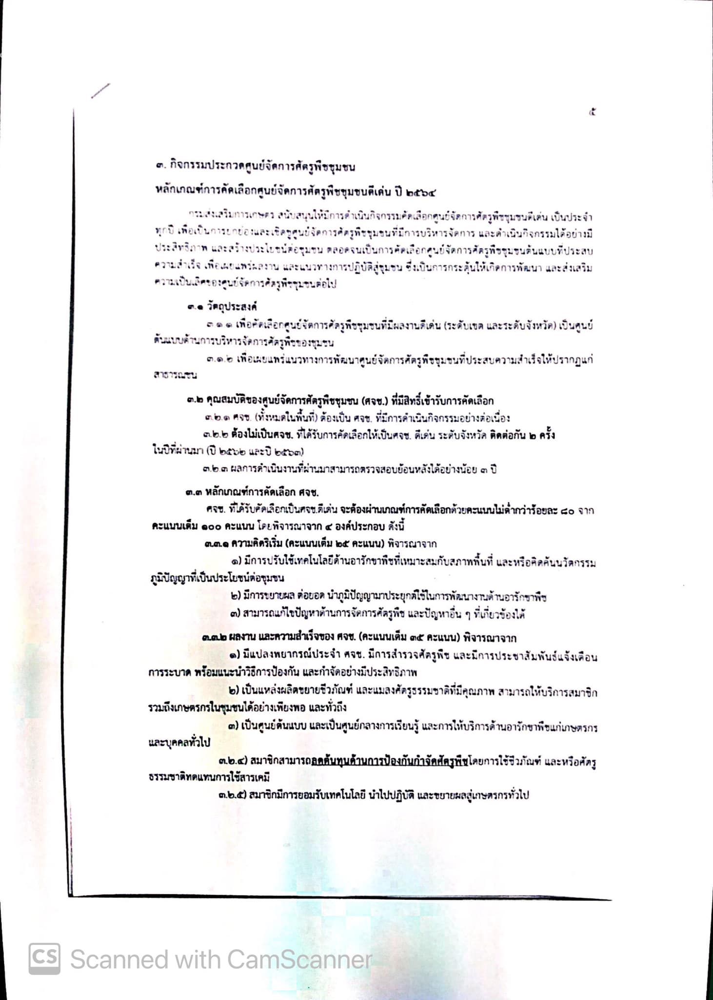 ๕
๓. กิจกรรมประกวดศูนย์จัดการศัตรูพืชชุมชน
หลักเกณฑ์การคัดเลือกศูนย์จัดการศัตรูพืชชุมชนดีเด่น ปี ๒๕๖๔
กรมส่งเสริมการเกษตร สนับสนุนให้มีการดำเนินกิจกรรมคัดเลือกศูนย์จัดการศัตรูพืชชุมชนดีเด่น เป็นประจำ
ทุกปี เพื่อเป็นการยกย่องและเชิดชูศูนย์จัดการศัตรูพืชชุมชนที่มีการบริหารจัดการ และดำเนินกิจกรรมได้อย่างมี
ประสิทธิภาพ และสร้างประโยชน์ต่อชุมชน ตลอดจนเป็นการคัดเลือกศูนย์จัดการศัตรูพืชชุมชนต้นแบบที่ประสบ
ความสำเร็จ เพื่อเผยแพร่ผลงาน และแนวทางการปฏิบัติสู่ชุมชน ซึ่งเป็นการกระตุ้นให้เกิดการพัฒนา และส่งเสริม
ความเป็นเลิศของศูนย์จัดการศัตรูพืชชุมชนต่อไป
๓.๑ วัตถุประสงค์
๓.๑.๑ เพื่อคัดเลือกศูนย์จัดการศัตรูพืชชุมชนที่มีผลงานดีเด่น (ระดับเขต และระดับจังหวัด) เป็นศูนย์
ต้นแบบด้านการบริหารจัดการศัตรูพืชของชุมชน
๓.๑.๒ เพื่อเผยแพร่แนวทางการพัฒนาศูนย์จัดการศัตรูพืชชุมชนที่ประสบความสำเร็จให้ปรากฏแก่
สาธารณชน
๓.๒ คุณสมบัติของศูนย์จัดการศัตรูพืชชุมชน (ศจช.) ที่มีสิทธิ์เข้ารับการคัดเลือก
๓.๒.๑ ศจช. (ทั้งหมดในพื้นที่) ต้องเป็น ศจช. ที่มีการดำเนินกิจกรรมอย่างต่อเนื่อง
๓.๒.๒ ต้องไม่เป็นศจช. ที่ได้รับการคัดเลือกให้เป็นศจช. ดีเด่น ระดับจังหวัด ติดต่อกัน ๒ ครั้ง
ในปีที่ผ่านมา (ปี ๒๕๖๒ และปี ๒๕๖๓)
๓.๒.๓ ผลการดำเนินงานที่ผ่านมาสามารถตรวจสอบย้อนหลังได้อย่างน้อย ๓ ปี
๓.๓ หลักเกณฑ์การคัดเลือก ศจช.
ศจช. ที่ได้รับคัดเลือกเป็นศจช.ดีเด่น จะต้องผ่านเกณฑ์การคัดเลือกด้วยคะแนนไม่ต่ำกว่าร้อยละ ๘๐ จาก
คะแนนเต็ม ๑๐๐ คะแนน โดยพิจารณาจาก ๔ องค์ประกอบ ดังนี้
๓.๓.๑ ความคิดริเริ่ม (คะแนนเต็ม ๒๕ คะแนน) พิจารณาจาก
๑) มีการปรับใช้เทคโนโลยีด้านอารักขาพืชที่เหมาะสมกับสภาพพื้นที่ และหรือคิดค้นนวัตกรรม
ภูมิปัญญาที่เป็นประโยชน์ต่อชุมชน
๒) มีการขยายผล ต่อยอด นำภูมิปัญญามาประยุกต์ใช้ในการพัฒนางานด้านอารักขาพืช
๓) สามารถแก้ไขปัญหาด้านการจัดการศัตรูพืช และปัญหาอื่น ๆ ที่เกี่ยวข้องได้
๓.๓.๒ ผลงาน และความสำเร็จของ ศจช. (คะแนนเต็ม ๓๕ คะแนน) พิจารณาจาก
๑) มีแปลงพยากรณ์ประจำ ศจช. มีการสำรวจศัตรูพืช และมีการประชาสัมพันธ์แจ้งเตือน
การระบาด พร้อมแนะนำวิธีการป้องกัน และกำจัดอย่างมีประสิทธิภาพ
๒) เป็นแหล่งผลิตขยายชีวภัณฑ์ และแมลงศัตรูธรรมชาติที่มีคุณภาพ สามารถให้บริการสมาชิก
รวมถึงเกษตรกรในชุมชนได้อย่างเพียงพอ และทั่วถึง
๓) เป็นศูนย์ต้นแบบ และเป็นศูนย์กลางการเรียนรู้ และการให้บริการด้านอารักขาพืชแก่เกษตรกร
และบุคคลทั่วไป
๓.๒.๔) สมาชิกสามารถลดต้นทุนด้านการป้องกันกำจัดศัตรูพืชโดยการใช้ชีวภัณฑ์ และหรือศัตรู
ธรรมชาติทดแทนการใช้สารเคมี
๓.๒.๕) สมาชิกมีการยอมรับเทคโนโลยี นำไปปฏิบัติ และขยายผลสู่เกษตรกรทั่วไป
CS Scanned with CamScanner